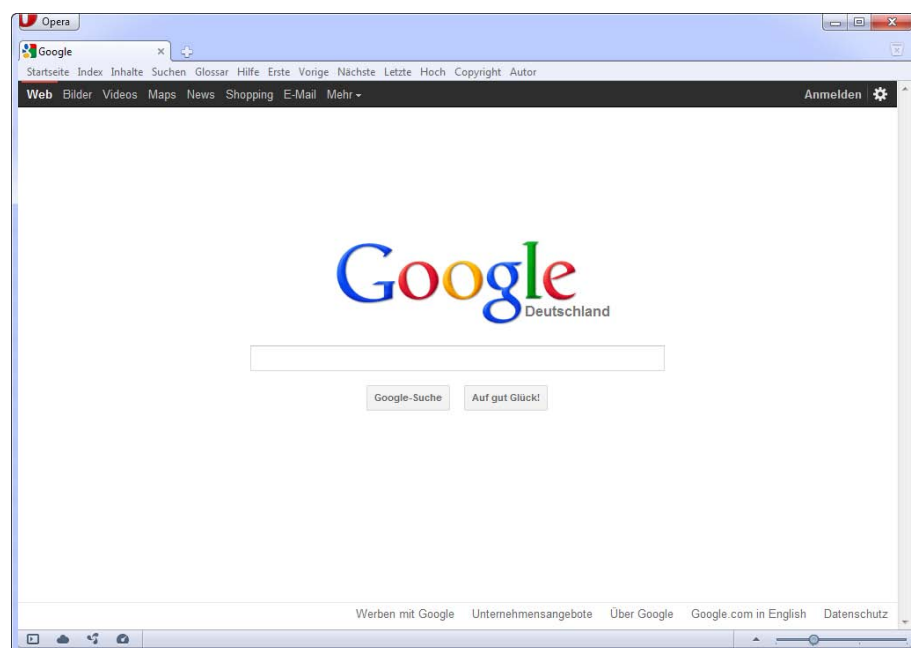 Opera
Google
Startseite Index Inhalte Suchen Glossar Hilfe Erste Vorige Nächste Letzte Hoch Copyright Autor
Web Bilder Videos Maps News Shopping E-Mail Mehr Anmelden
Google
Deutschland
Google-Suche Auf gut Glück!
Werben mit Google Unternehmensangebote Über Google Google.com in English Datenschutz